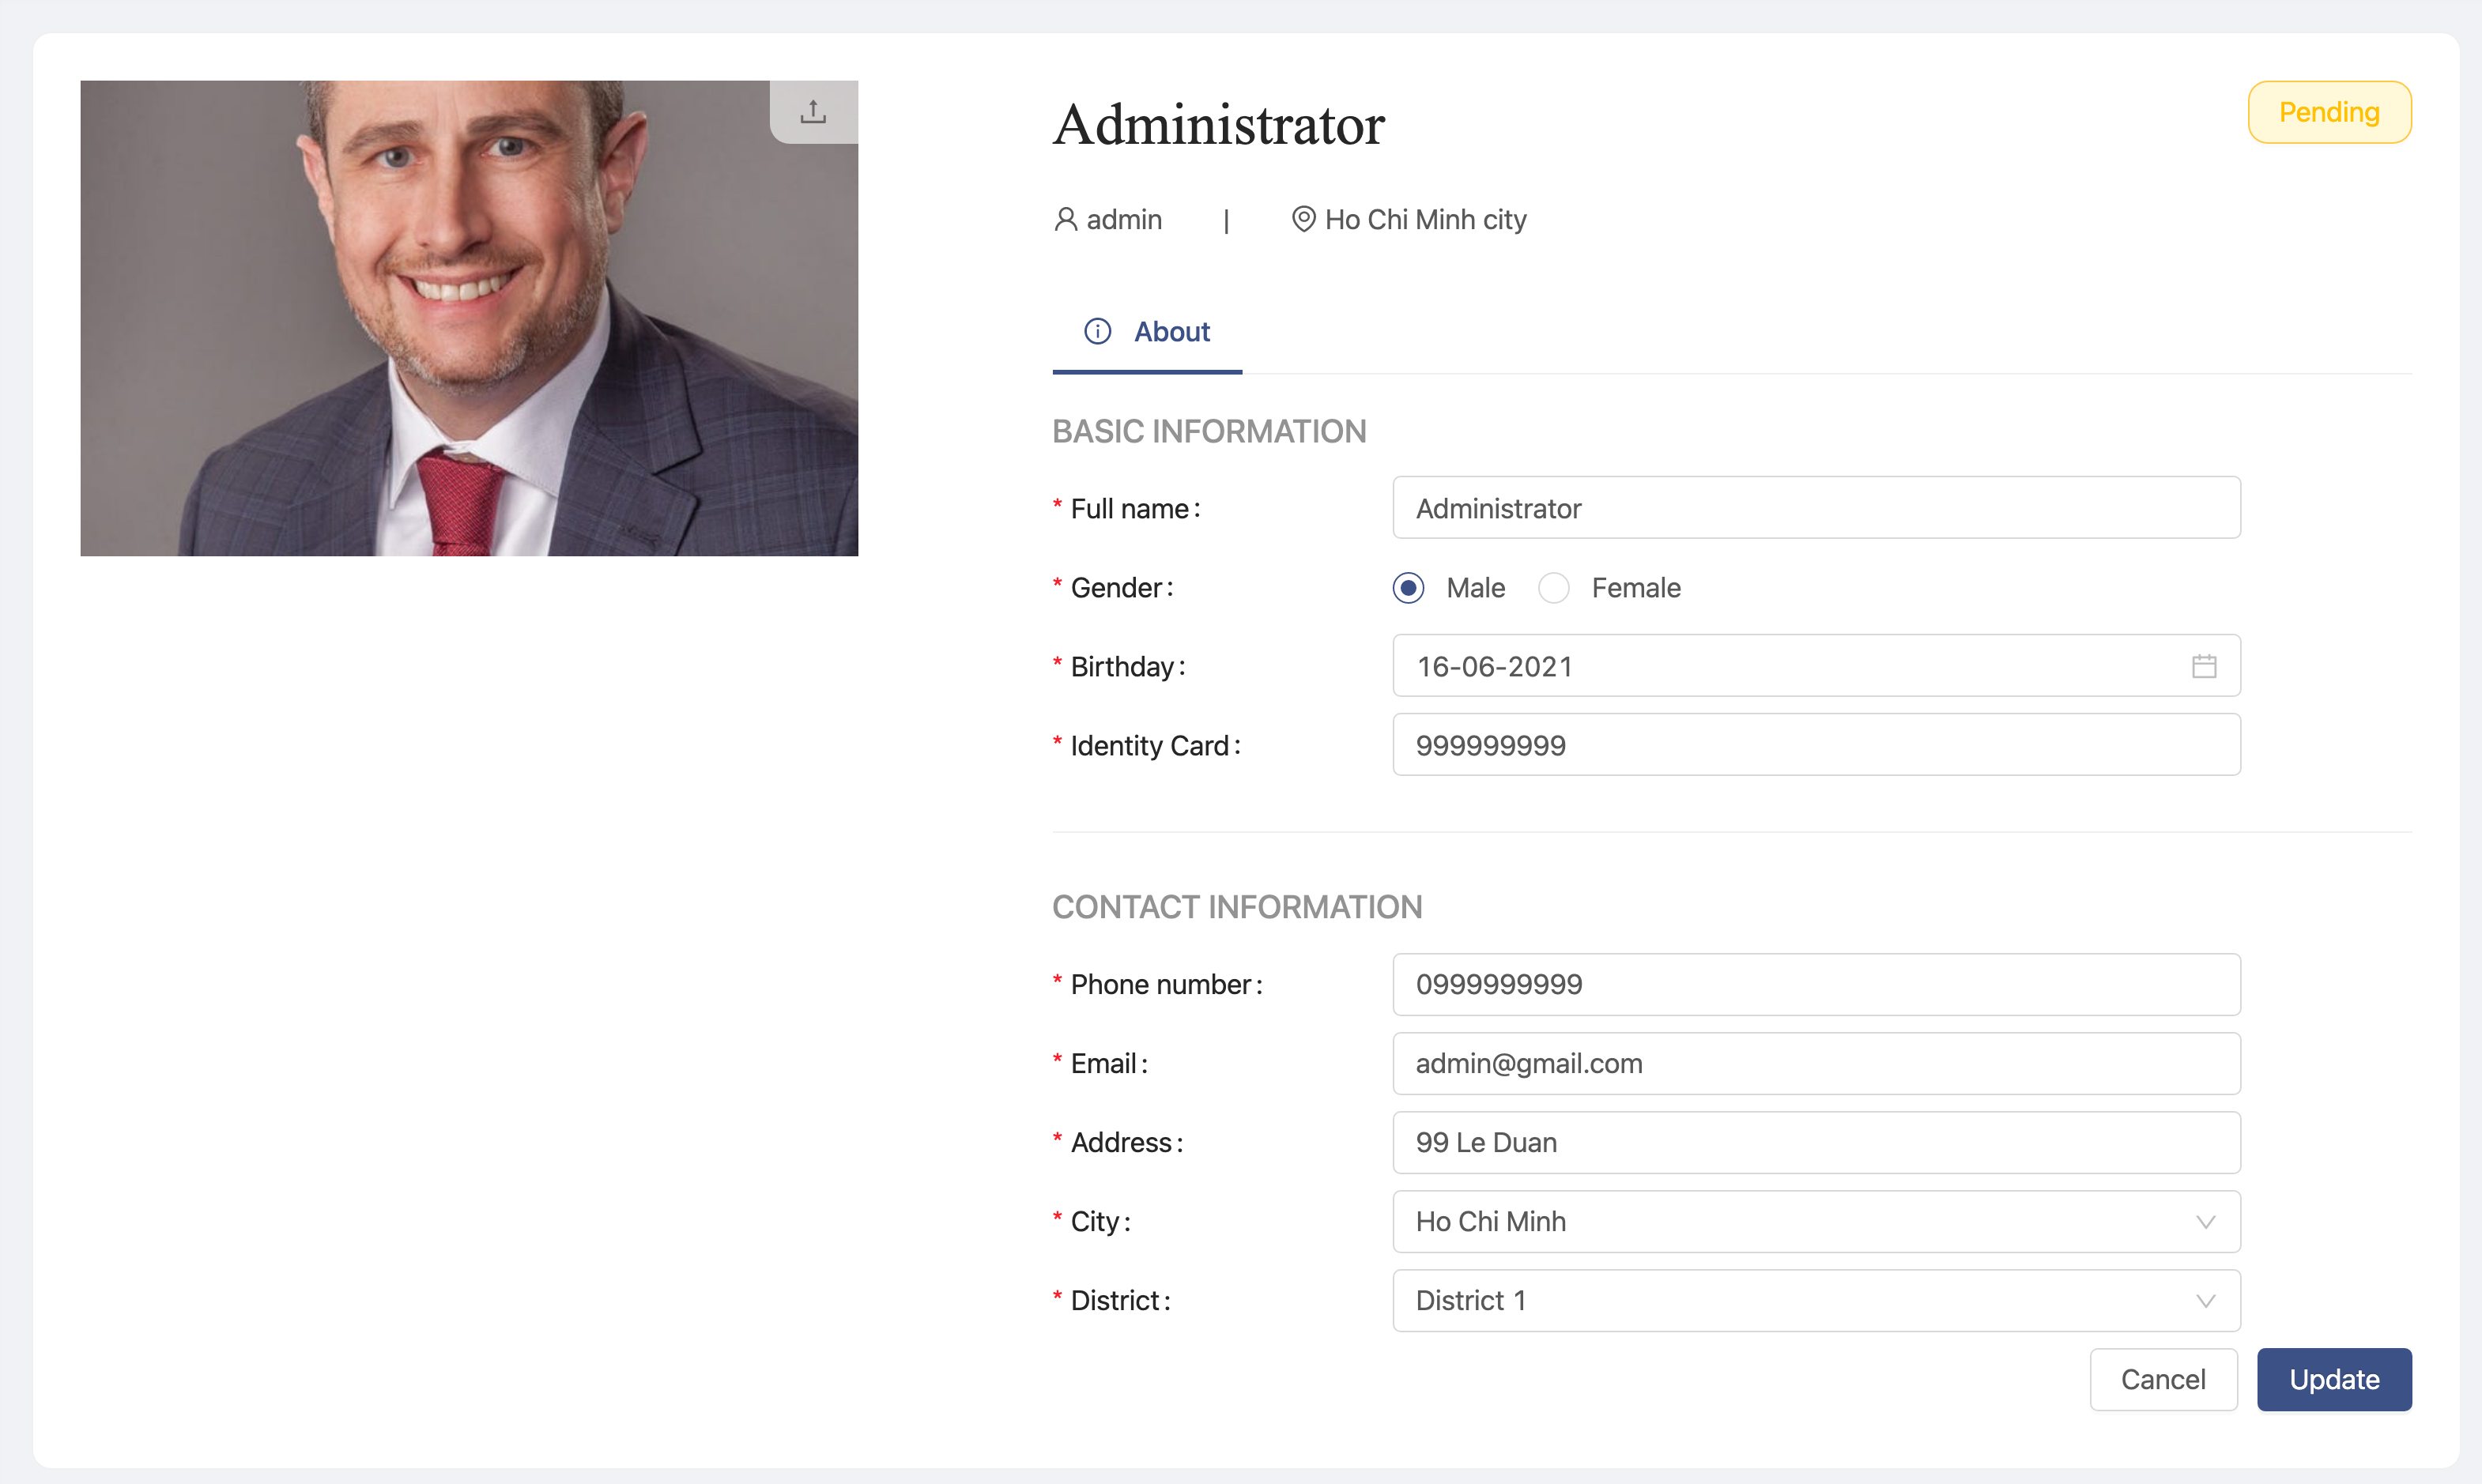 Administrator
Pending
admin | Ho Chi Minh city
About
BASIC INFORMATION
* Full name: Administrator
* Gender: Male Female
* Birthday: 16-06-2021
* Identity Card: 999999999
CONTACT INFORMATION
* Phone number: 0999999999
* Email: admin@gmail.com
* Address: 99 Le Duan
* City: Ho Chi Minh
* District: District 1
Cancel Update